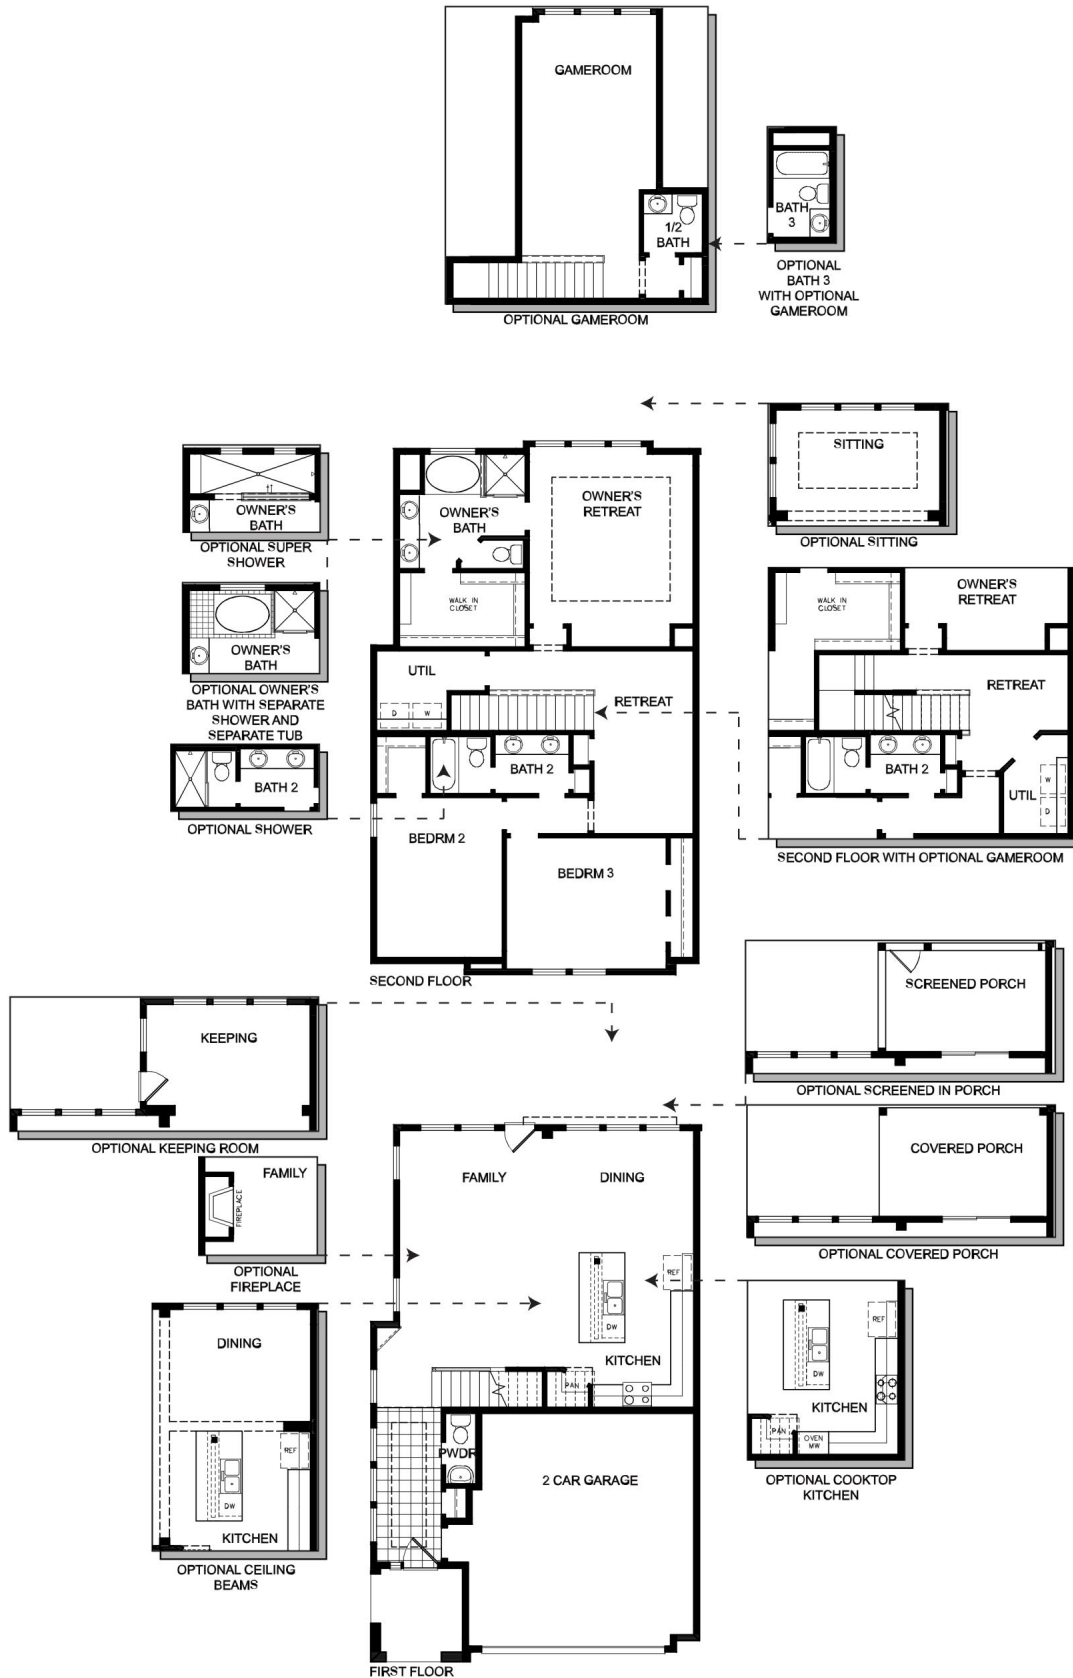 GAMEROOM
1/2
BATH
OPTIONAL GAMEROOM
BATH
3
OPTIONAL
BATH 3
WITH OPTIONAL
GAMEROOM
SITTING
OPTIONAL SITTING
OWNER'S
BATH
OPTIONAL SUPER
SHOWER
OWNER'S
BATH
OPTIONAL OWNER'S
BATH WITH SEPARATE
SHOWER AND
SEPARATE TUB
BATH 2
OPTIONAL SHOWER
OWNER'S
BATH
OWNER'S
RETREAT
WALK IN
CLOSET
UTIL
D
W
RETREAT
BATH 2
BEDRM 2
BEDRM 3
SECOND FLOOR
WALK IN
CLOSET
OWNER'S
RETREAT
RETREAT
BATH 2
W
UTIL
D
SECOND FLOOR WITH OPTIONAL GAMEROOM
KEEPING
OPTIONAL KEEPING ROOM
SCREENED PORCH
OPTIONAL SCREENED IN PORCH
COVERED PORCH
OPTIONAL COVERED PORCH
FAMILY
FIREPLACE
OPTIONAL
FIREPLACE
DINING
REF
DW
KITCHEN
OPTIONAL CEILING
BEAMS
FAMILY
DINING
REF
DW
KITCHEN
PAN
PWDR
2 CAR GARAGE
FIRST FLOOR
REF
DW
KITCHEN
PAN
OVEN
MW
OPTIONAL COOKTOP
KITCHEN